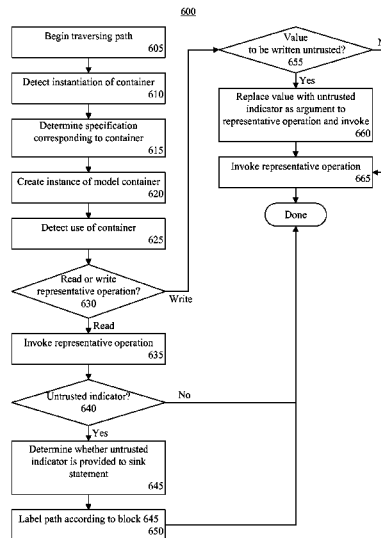 600
Begin traversing path
605
Detect instantiation of container
610
Determine specification
corresponding to container
615
Create instance of model container
620
Detect use of container
625
Read or write
representative operation?
630
Write
Read
Invoke representative operation
635
Untrusted indicator?
640
No
Yes
Determine whether untrusted
indicator is provided to sink
statement
645
Label path according to block 645
650
Value
to be written untrusted?
655
Yes
Replace value with untrusted
indicator as argument to
representative operation and invoke
660
Invoke representative operation
665
Done